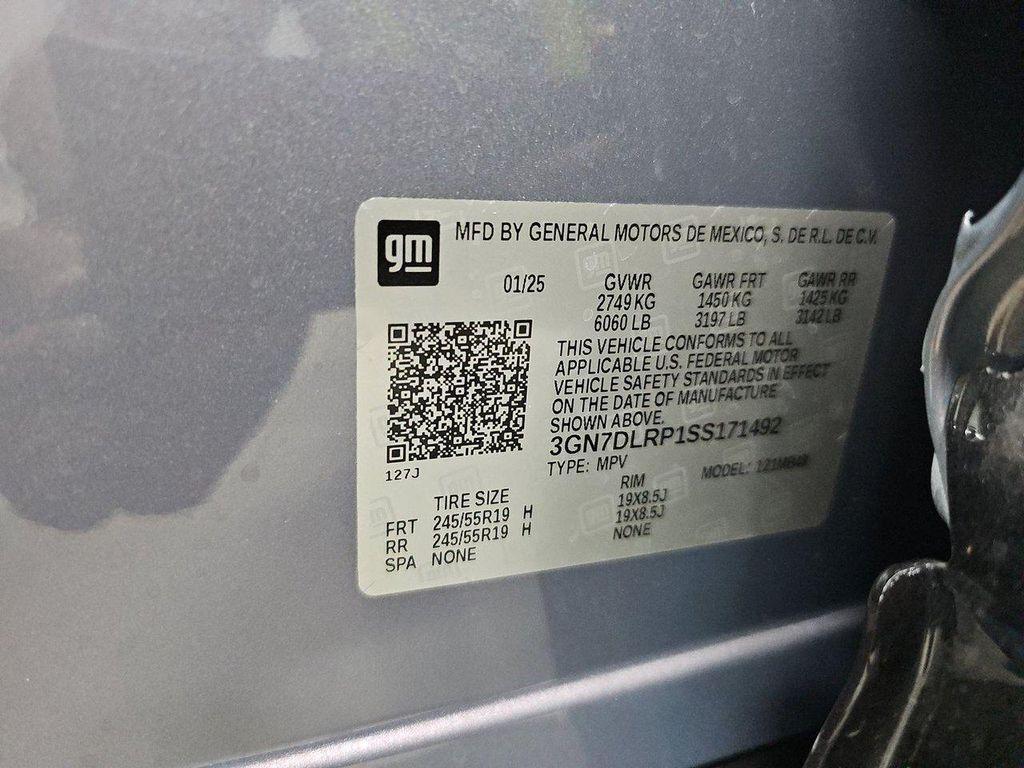 gm MFD BY GENERAL MOTORS DE MEXICO, S. DE R.L. DE C.V.
01/25 GVWR GAWR FRT GAWR RR
2749 KG 1450 KG 1425 KG
6060 LB 3197 LB 3142 LB
THIS VEHICLE CONFORMS TO ALL
APPLICABLE U.S. FEDERAL MOTOR
VEHICLE SAFETY STANDARDS IN EFFECT
ON THE DATE OF MANUFACTURE
SHOWN ABOVE.
3GN7DLRP1SS171492
127J TYPE: MPV MODEL: 121MB48
TIRE SIZE RIM
FRT 245/55R19 H 19X8.5J
RR 245/55R19 H 19X8.5J
SPA NONE NONE